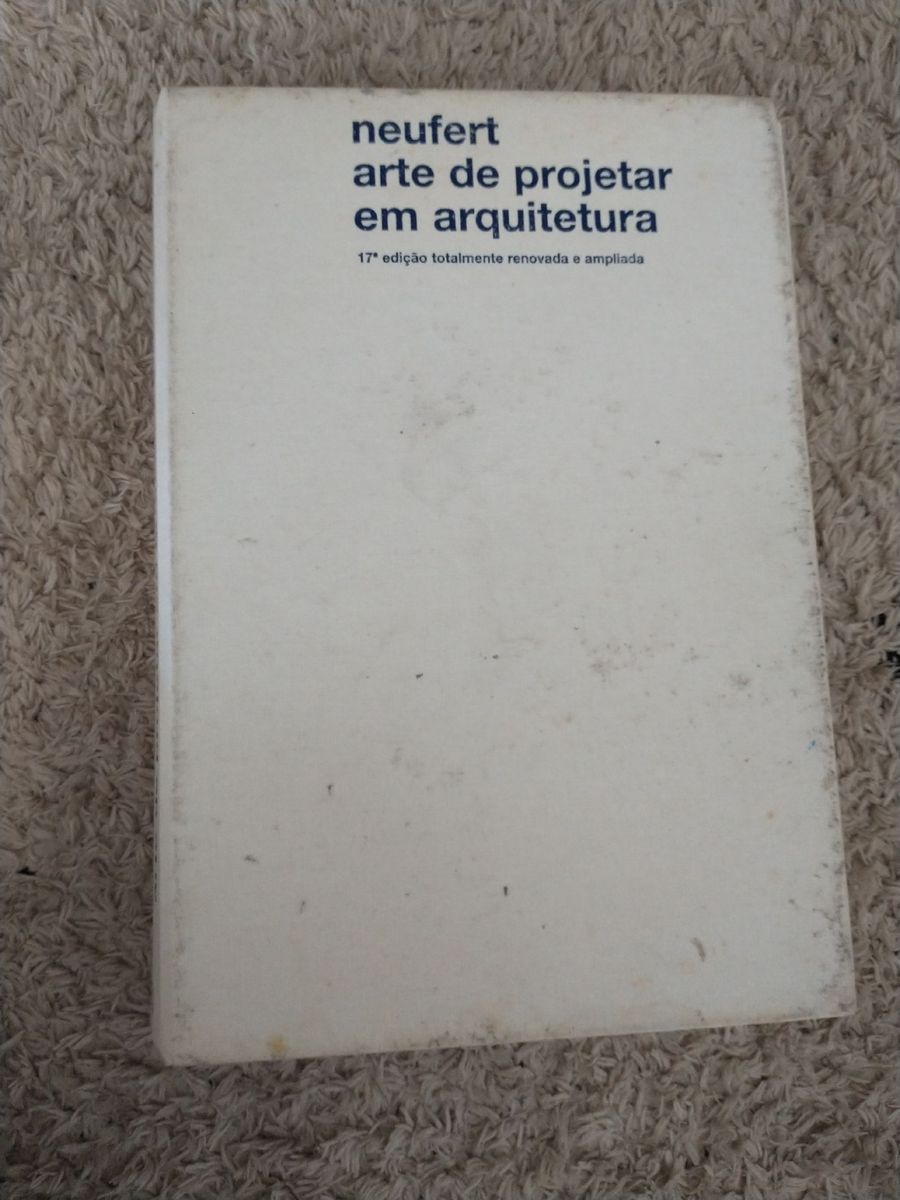 neufert
arte de projetar
em arquitetura
17ª edição totalmente renovada e ampliada